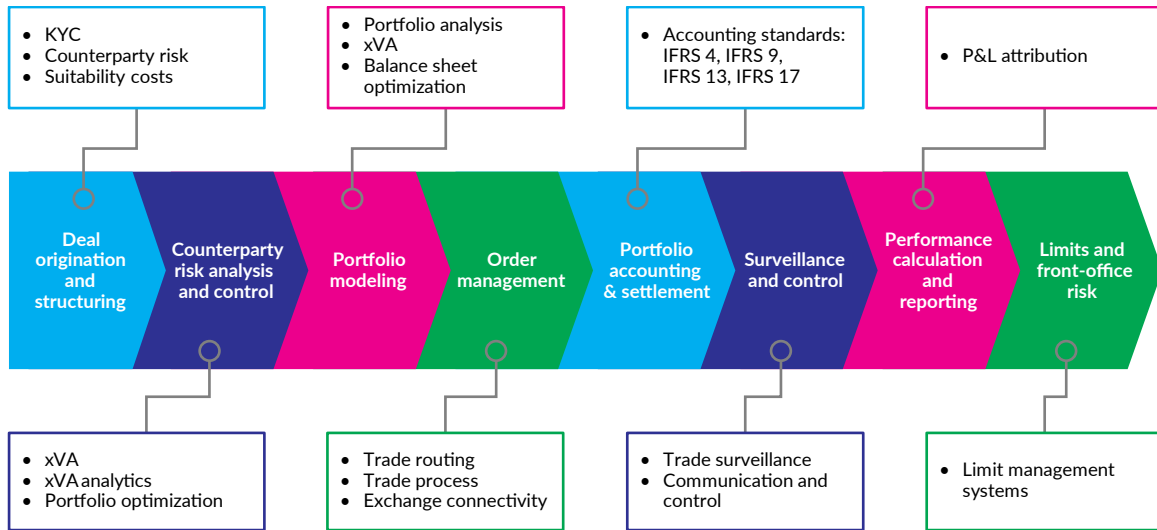 • KYC
• Counterparty risk
• Suitability costs
• Portfolio analysis
• xVA
• Balance sheet
optimization
• Accounting standards:
IFRS 4, IFRS 9,
IFRS 13, IFRS 17
• P&L attribution
Deal
origination
and
structuring
Counterparty
risk analysis
and control
Portfolio
modeling
Order
management
Portfolio
accounting
& settlement
Surveillance
and control
Performance
calculation
and
reporting
Limits and
front-office
risk
• xVA
• xVA analytics
• Portfolio optimization
• Trade routing
• Trade process
• Exchange connectivity
• Trade surveillance
• Communication and
control
• Limit management
systems